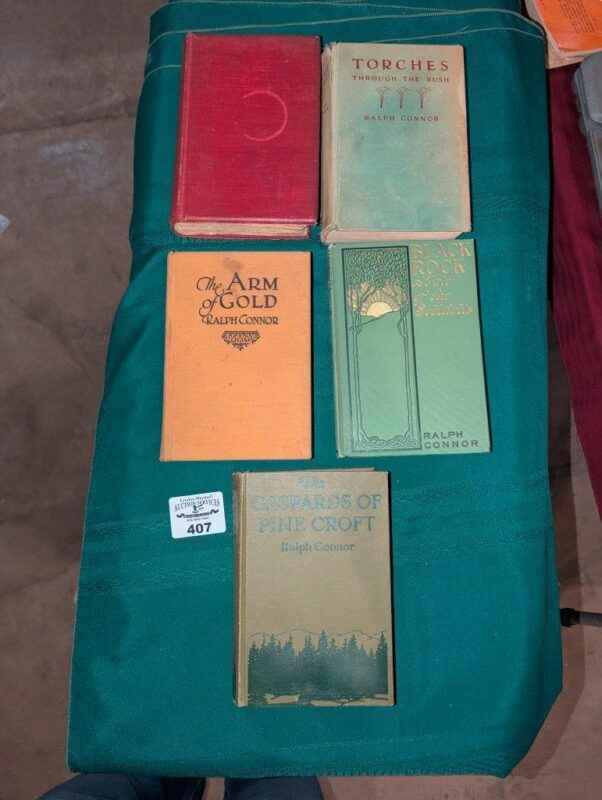 TORCHES
THROUGH THE BUSH
RALPH CONNOR
The ARM
of GOLD
RALPH CONNOR
BLACK
ROCK
RALPH
CONNOR
407
The
GASPARDS OF
PINE CROFT
Ralph Connor